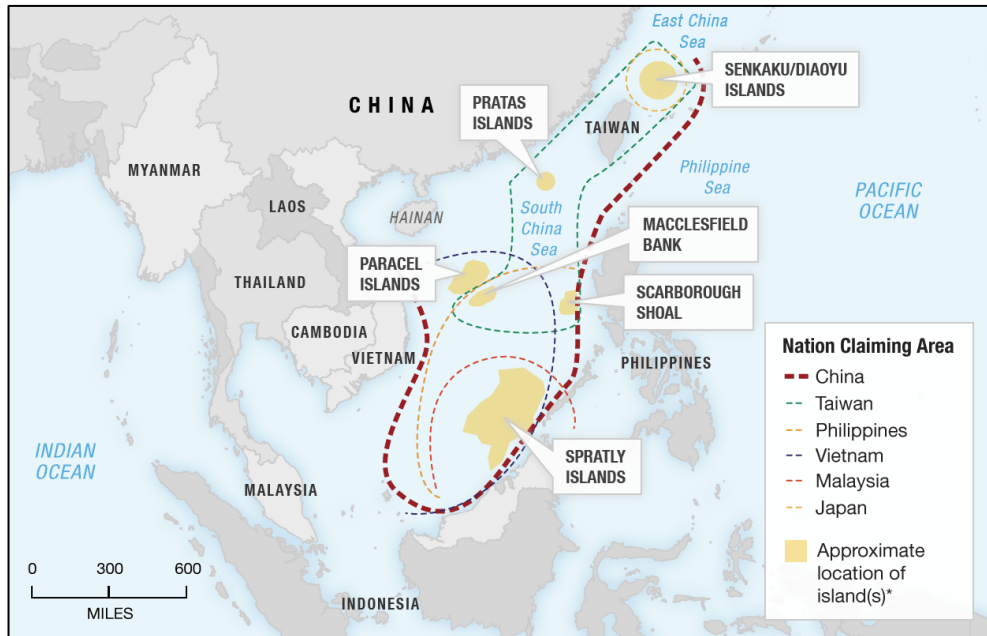 East China
Sea
SENKAKU/DIAOYU
ISLANDS
CHINA
PRATAS
ISLANDS
TAIWAN
MYANMAR
Philippine
Sea
PACIFIC
OCEAN
LAOS
HAINAN
South
China
Sea
MACCLESFIELD
BANK
PARACEL
ISLANDS
THAILAND
SCARBOROUGH
SHOAL
CAMBODIA
VIETNAM
PHILIPPINES
Nation Claiming Area
China
Taiwan
Philippines
Vietnam
Malaysia
Japan
Approximate
location of
island(s)*
INDIAN
OCEAN
SPRATLY
ISLANDS
MALAYSIA
0 300 600
MILES
INDONESIA